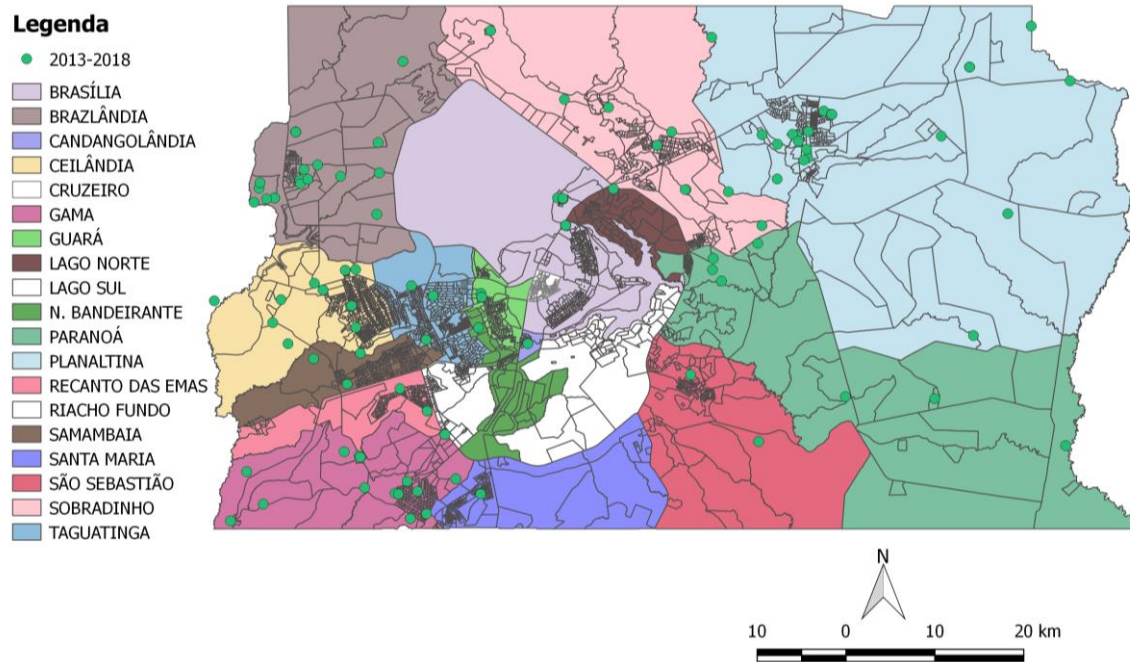 Legenda
2013-2018
BRASÍLIA
BRAZLÂNDIA
CANDANGOLÂNDIA
CEILÂNDIA
CRUZEIRO
GAMA
GUARÁ
LAGO NORTE
LAGO SUL
N. BANDEIRANTE
PARANOÁ
PLANALTINA
RECANTO DAS EMAS
RIACHO FUNDO
SAMAMBAIA
SANTA MARIA
SÃO SEBASTIÃO
SOBRADINHO
TAGUATINGA
N
10 0 10 20 km